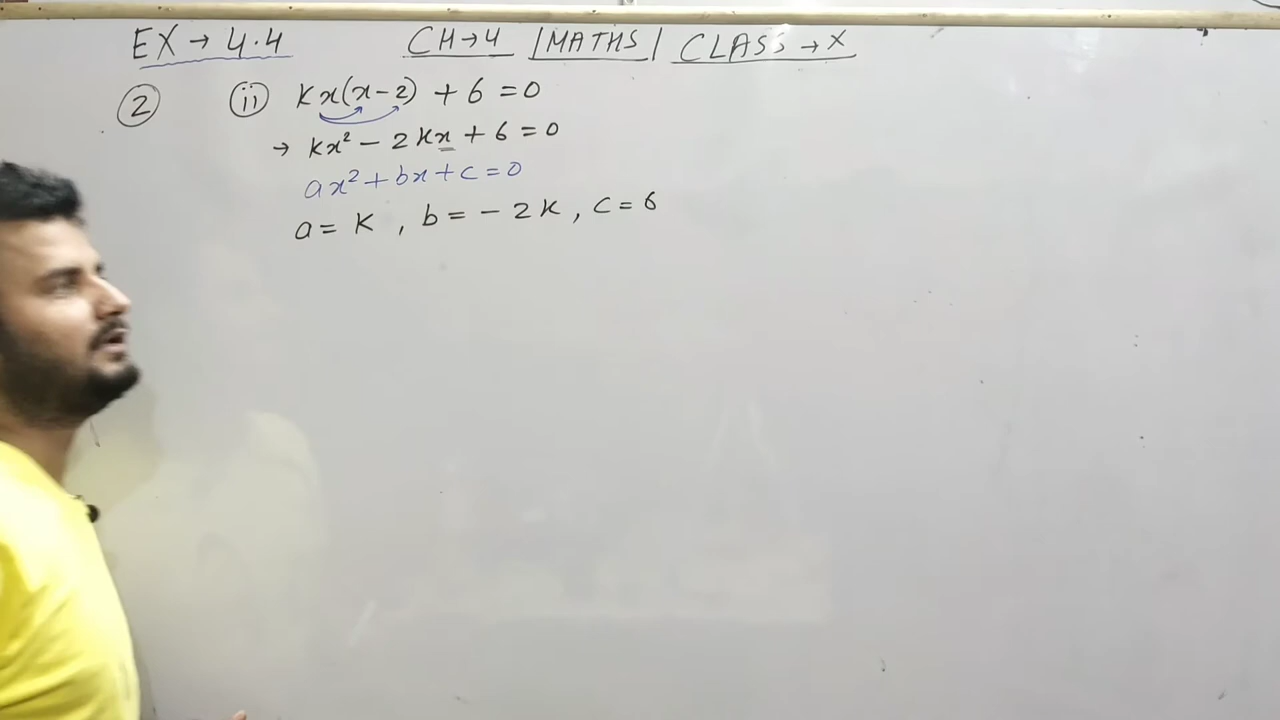 EX → 4.4 CH→4 |MATHS| CLASS → X
② ⅱ kx(x-2) + 6 = 0
→ kx² - 2kx + 6 = 0
ax² + bx + c = 0
a = k , b = - 2k , c = 6